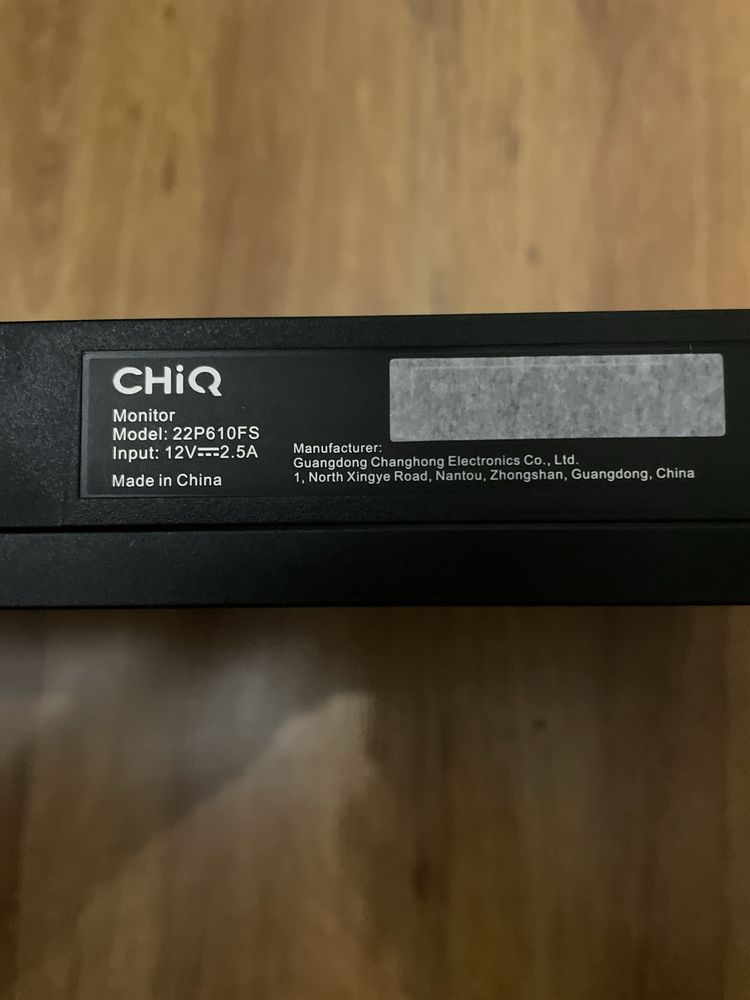 CHiQ
Monitor
Model: 22P610FS
Input: 12V⎓2.5A
Made in China
Manufacturer:
Guangdong Changhong Electronics Co., Ltd.
1, North Xingye Road, Nantou, Zhongshan, Guangdong, China